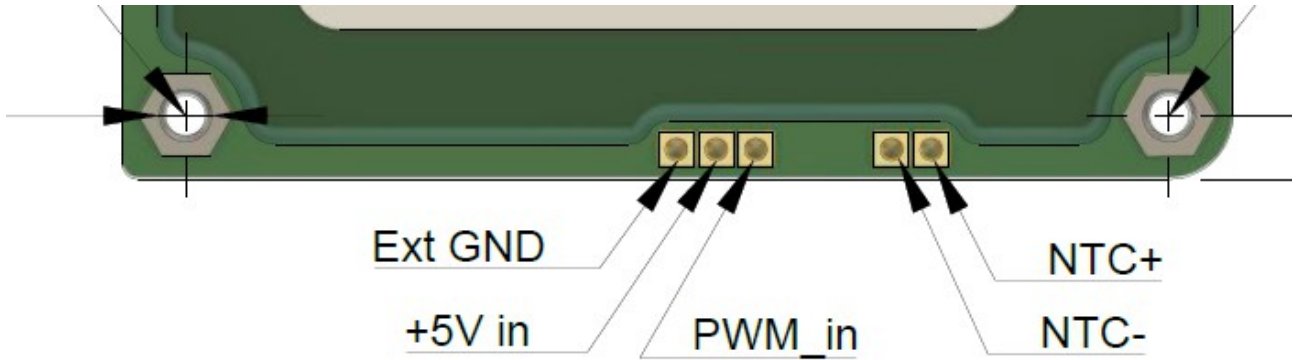 Ext GND
+5V in
PWM_in
NTC+
NTC-